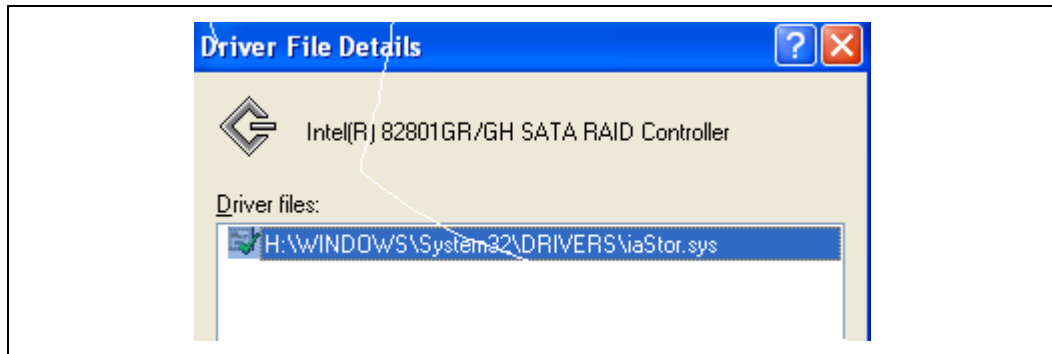 Driver File Details
Intel(R) 82801GR/GH SATA RAID Controller
Driver files:
H:\WINDOWS\System32\DRIVERS\iaStor.sys